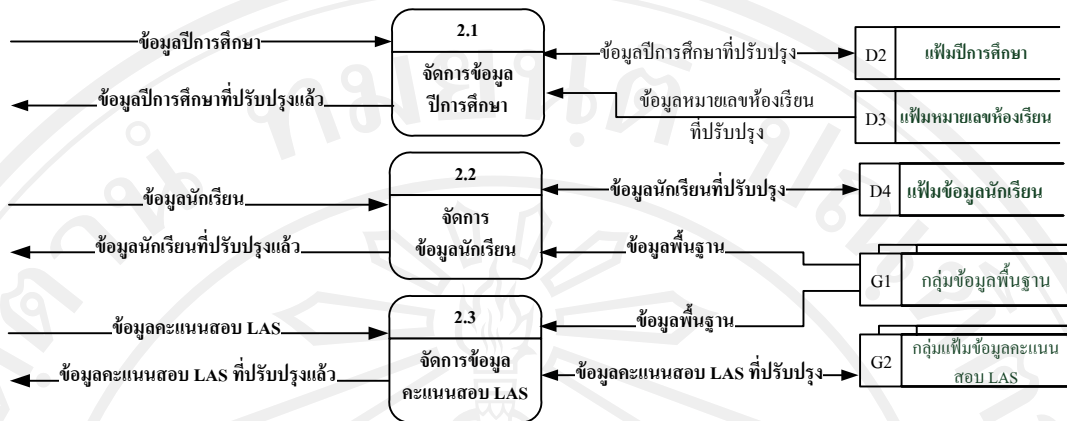 ข้อมูลปีการศึกษา
ข้อมูลปีการศึกษาที่ปรับปรุงแล้ว
2.1
จัดการข้อมูล
ปีการศึกษา
ข้อมูลปีการศึกษาที่ปรับปรุง
D2 แฟ้มปีการศึกษา
ข้อมูลหมายเลขห้องเรียน
ที่ปรับปรุง
D3 แฟ้มหมายเลขห้องเรียน
ข้อมูลนักเรียน
ข้อมูลนักเรียนที่ปรับปรุงแล้ว
2.2
จัดการ
ข้อมูลนักเรียน
ข้อมูลนักเรียนที่ปรับปรุง
D4 แฟ้มข้อมูลนักเรียน
ข้อมูลพื้นฐาน
G1 กลุ่มข้อมูลพื้นฐาน
ข้อมูลคะแนนสอบ LAS
ข้อมูลคะแนนสอบ LAS ที่ปรับปรุงแล้ว
2.3
จัดการข้อมูล
คะแนนสอบ LAS
ข้อมูลพื้นฐาน
ข้อมูลคะแนนสอบ LAS ที่ปรับปรุง
G2 กลุ่มแฟ้มข้อมูลคะแนน
สอบ LAS